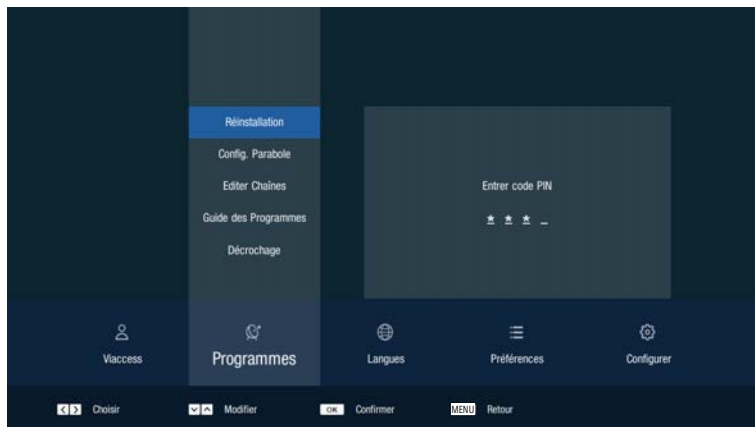 Réinstallation
Config. Parabole
Editer Chaînes
Guide des Programmes
Décrochage
Entrer code PIN
* * * _
Viaccess
Programmes
Langues
Préférences
Configurer
Choisir
Modifier
OK Confirmer
MENU Retour